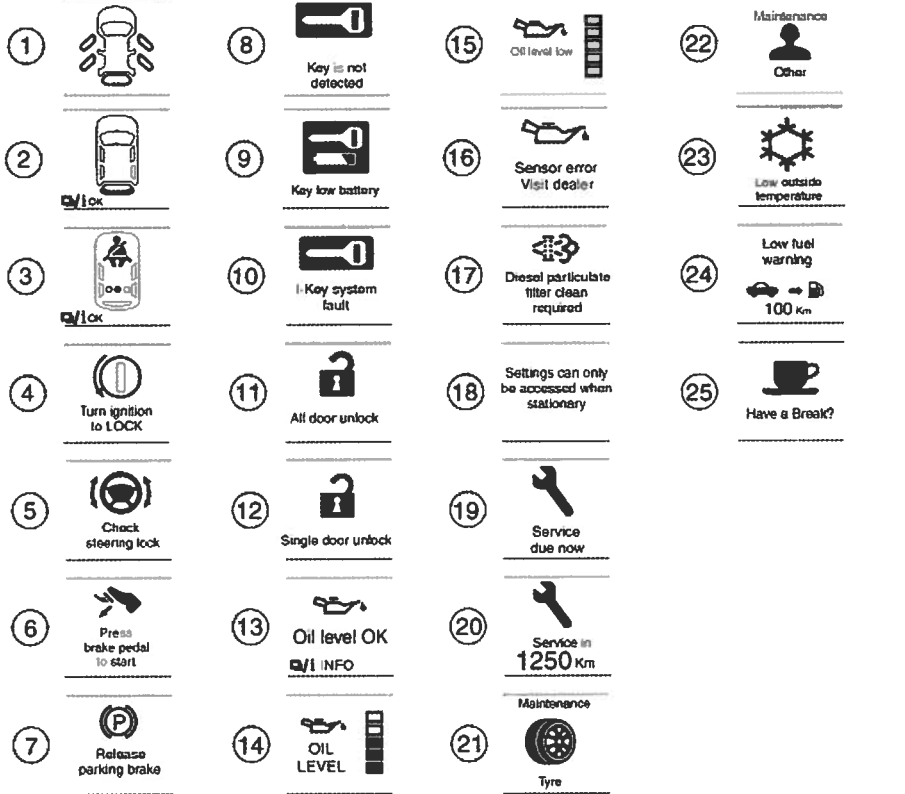 1
2
OK
3
OK
4
Turn ignition
to LOCK
5
Check
steering lock
6
Press
brake pedal
to start
7
P
Release
parking brake
8
Key is not
detected
9
Key low battery
10
I-Key system
fault
11
All door unlock
12
Single door unlock
13
Oil level OK
/i INFO
14
OIL
LEVEL
15
Oil level low
16
Sensor error
Visit dealer
17
Diesel particulate
filter clean
required
18
Settings can only
be accessed when
stationary
19
Service
due now
20
Service in
1250 Km
21
Maintenance
Tyre
22
Maintenance
Other
23
Low outside
temperature
24
Low fuel
warning
100 Km
25
Have a Break?